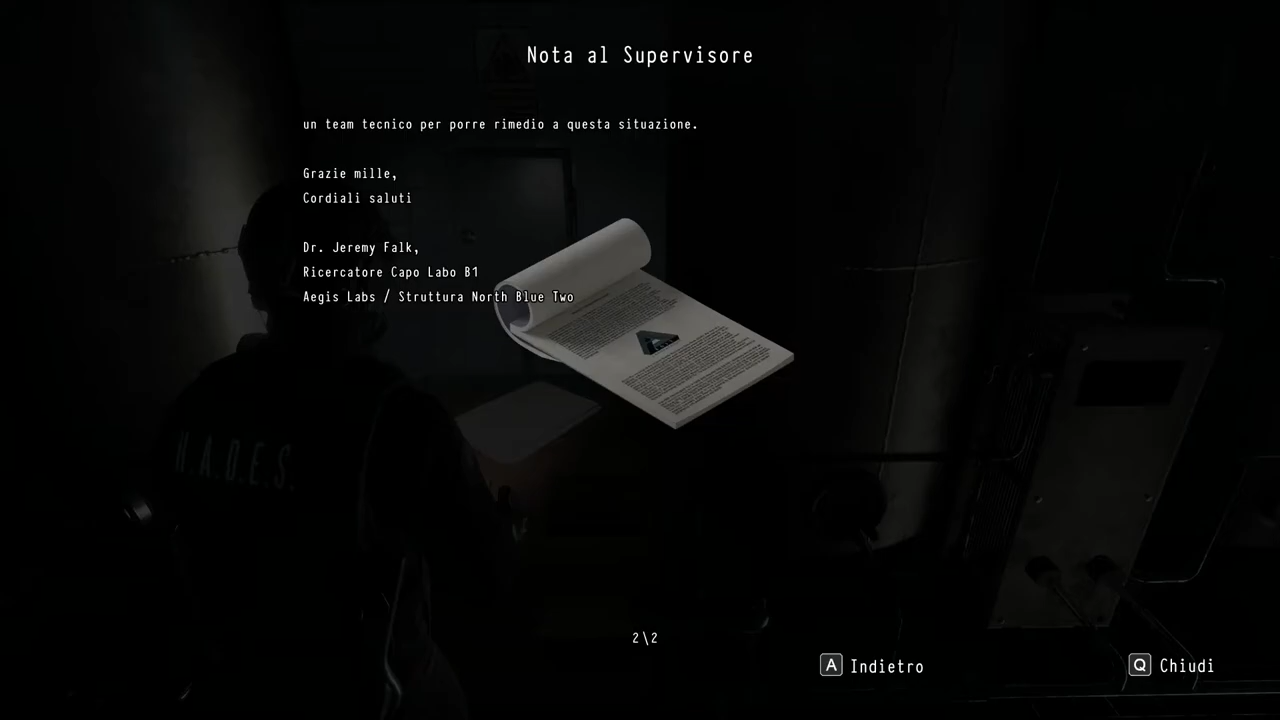 Nota al Supervisore
un team tecnico per porre rimedio a questa situazione.
Grazie mille,
Cordiali saluti
Dr. Jeremy Falk,
Ricercatore Capo Labo B1
Aegis Labs / Struttura North Blue Two
H.A.D.E.S.
2\2
A Indietro
Q Chiudi